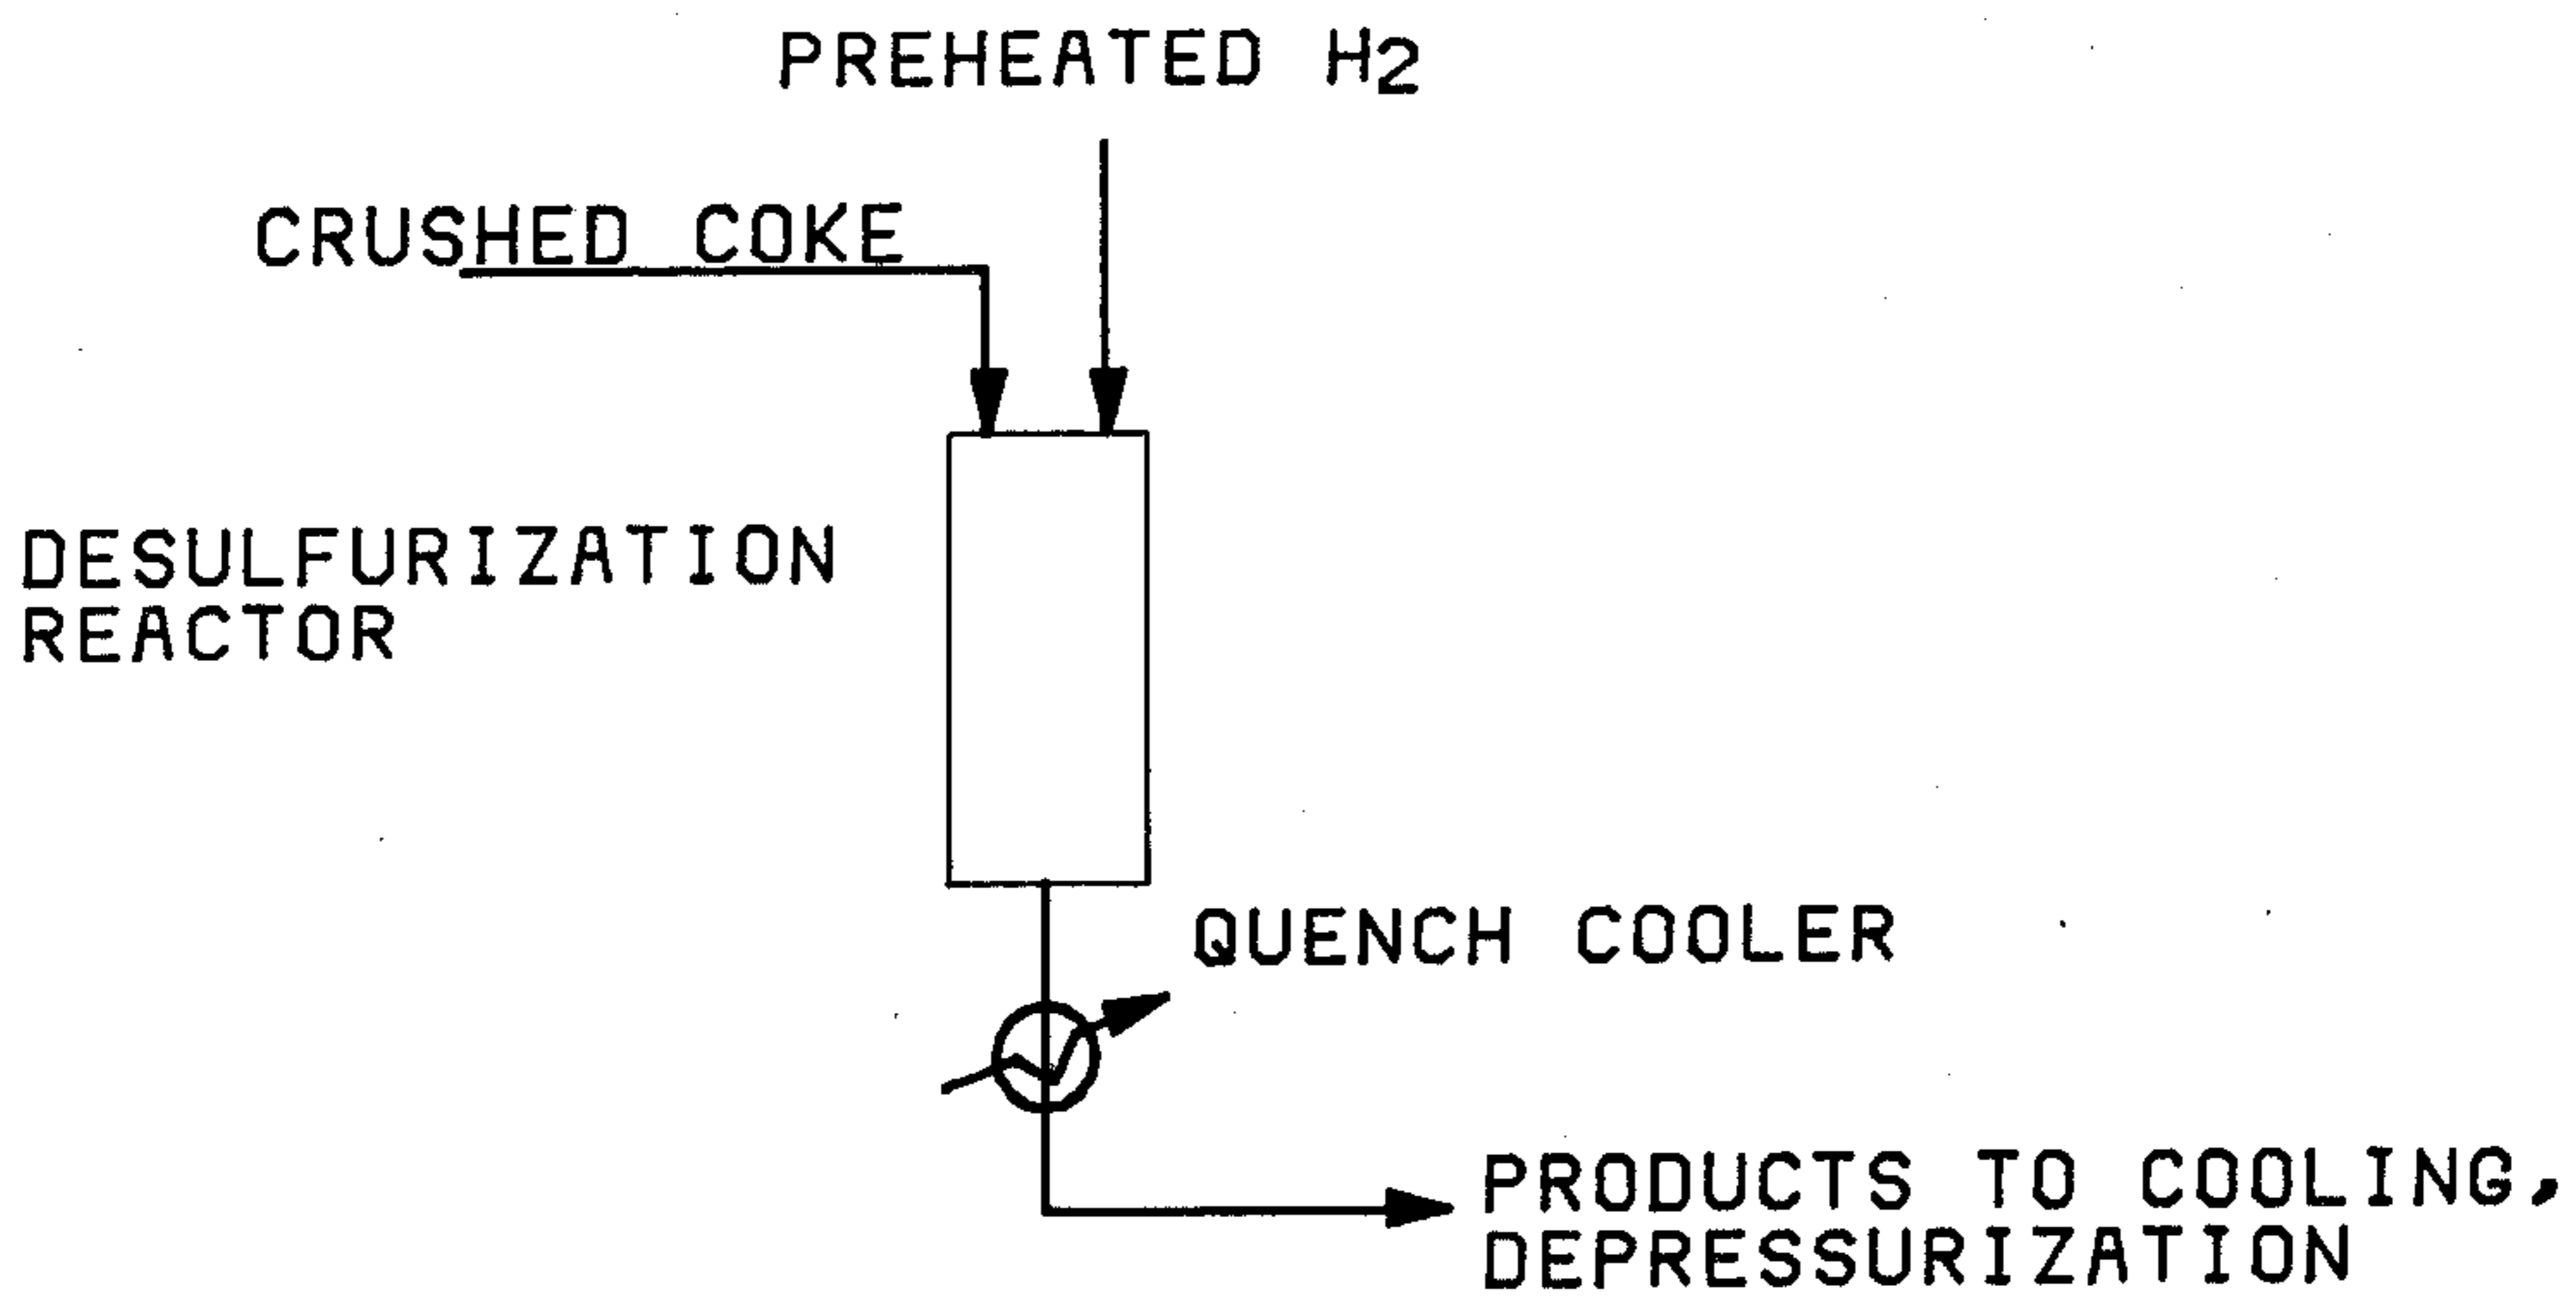 PREHEATED H2
CRUSHED COKE
DESULFURIZATION
REACTOR
QUENCH COOLER
PRODUCTS TO COOLING,
DEPRESSURIZATION